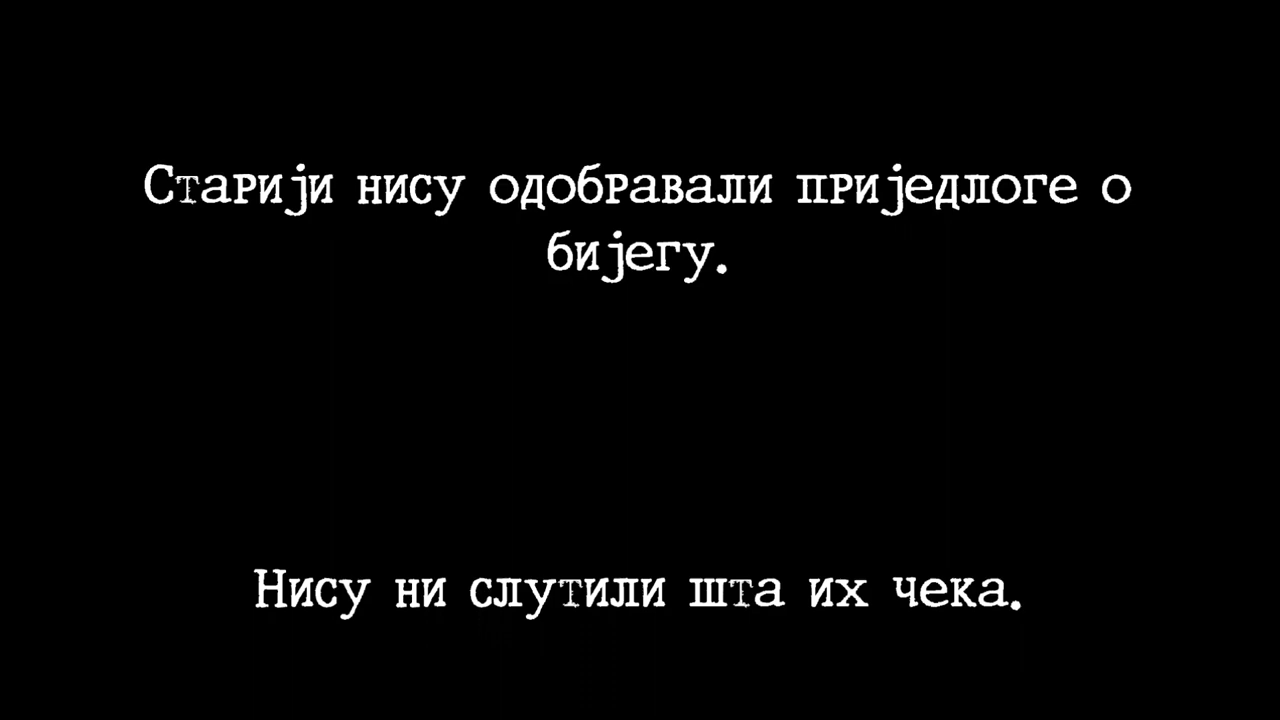 Старији нису одобравали приједлоге о
бијегу.
Нису ни слутили шта их чека.